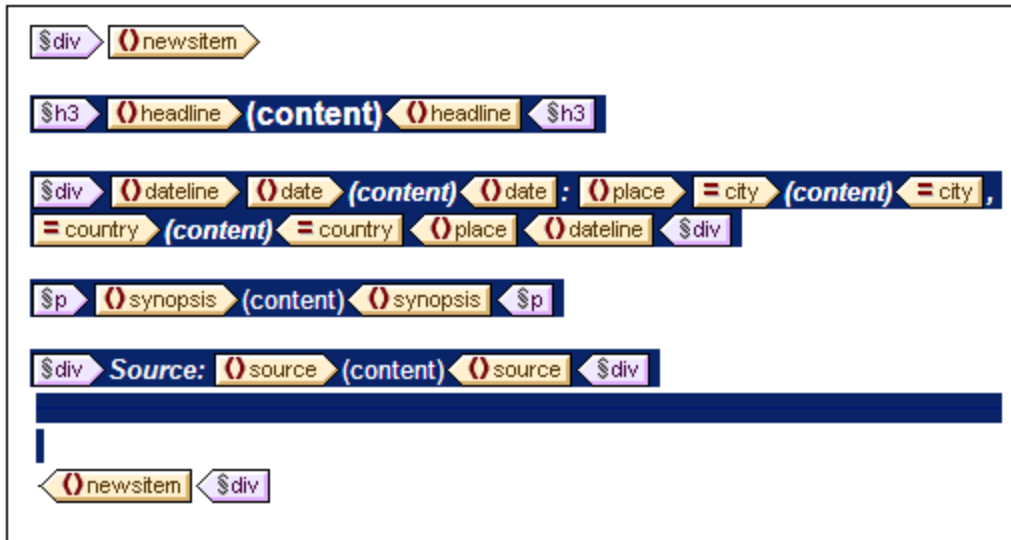 §div ()newsitem
§h3 ()headline (content) ()headline §h3
§div ()dateline ()date (content) ()date : ()place =city (content) =city ,
=country (content) =country ()place ()dateline §div
§p ()synopsis (content) ()synopsis §p
§div Source: ()source (content) ()source §div
()newsitem §div